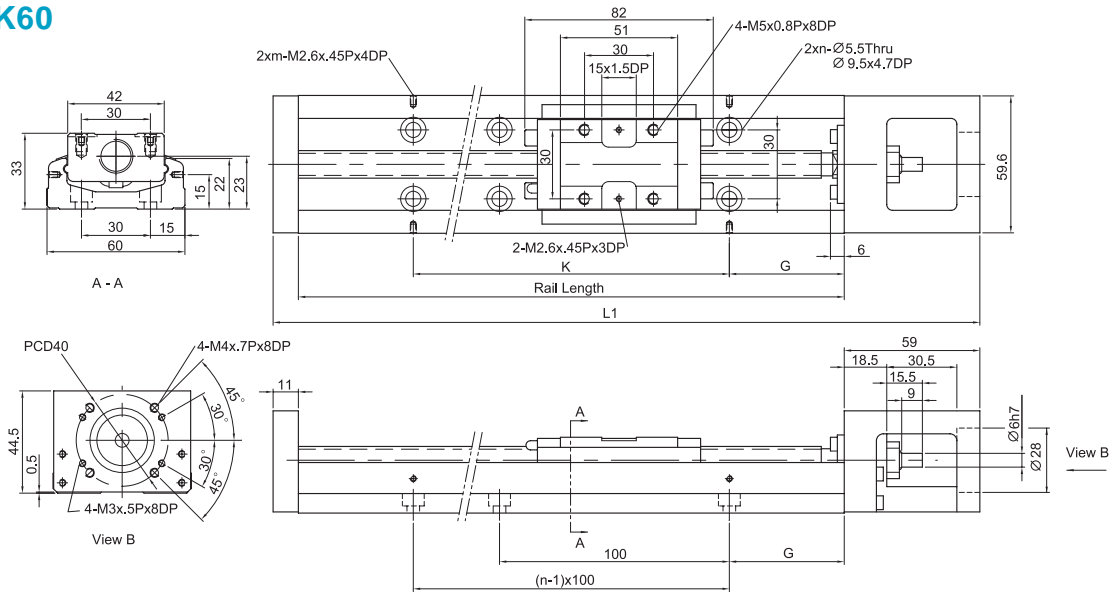 K60
82
51
30
15x1.5DP
4-M5x0.8Px8DP
2xn-Ø5.5Thru
Ø 9.5x4.7DP
2xm-M2.6x.45Px4DP
42
30
33
15
22
23
30
15
60
A - A
30
30
59.6
2-M2.6x.45Px3DP
6
K
G
Rail Length
L1
PCD40
4-M4x.7Px8DP
45°
30°
30°
45°
44.5
0.5
4-M3x.5Px8DP
View B
11
A
A
59
18.5
30.5
15.5
9
Ø6h7
Ø28
View B
100
G
(n-1)x100